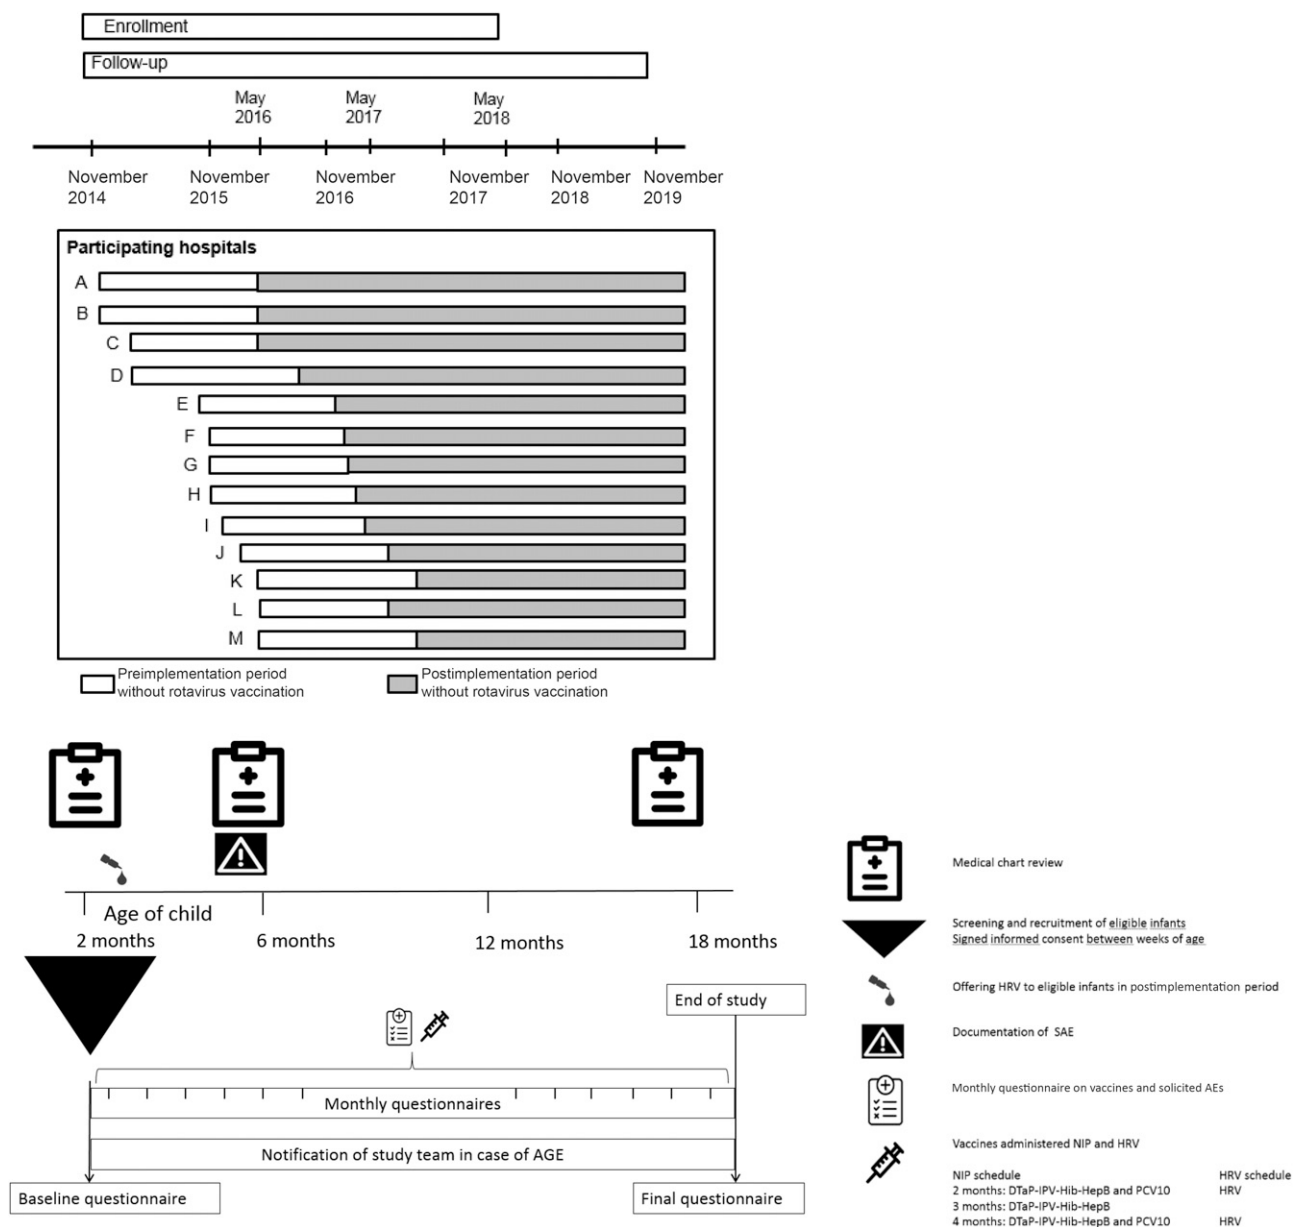 Enrollment
Follow-up
May
2016
May
2017
May
2018
November
2014
November
2015
November
2016
November
2017
November
2018
November
2019
Participating hospitals
A
B
C
D
E
F
G
H
I
J
K
L
M
Preimplementation period
without rotavirus vaccination
Postimplementation period
without rotavirus vaccination
Age of child
2 months
6 months
12 months
18 months
End of study
Monthly questionnaires
Notification of study team in case of AGE
Baseline questionnaire
Final questionnaire
Medical chart review
Screening and recruitment of eligible infants
Signed informed consent between weeks of age
Offering HRV to eligible infants in postimplementation period
Documentation of SAE
Monthly questionnaire on vaccines and solicited AEs
Vaccines administered NIP and HRV
NIP schedule HRV schedule
2 months: DTaP-IPV-Hib-HepB and PCV10 HRV
3 months: DTaP-IPV-Hib-HepB
4 months: DTaP-IPV-Hib-HepB and PCV10 HRV